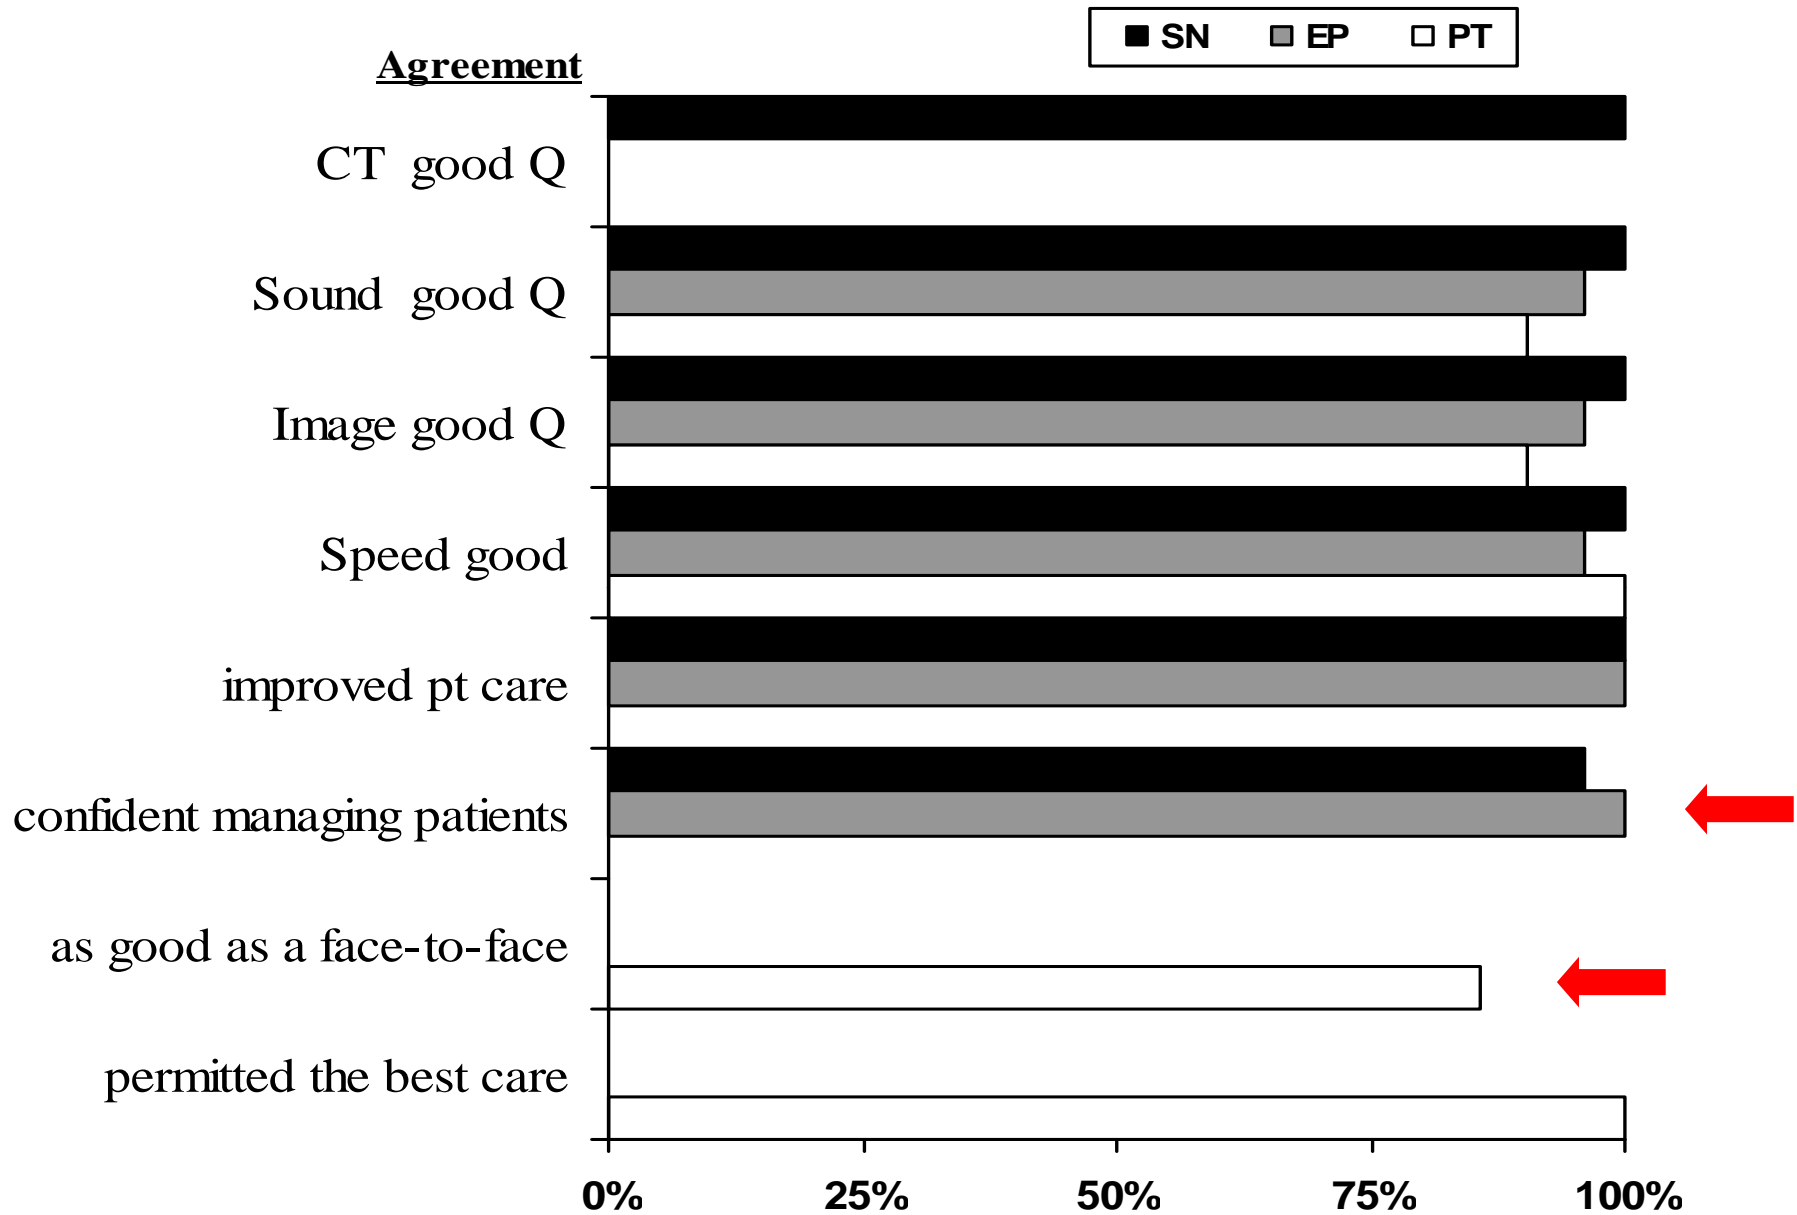 SN EP PT
Agreement
CT good Q
Sound good Q
Image good Q
Speed good
improved pt care
confident managing patients
as good as a face-to-face
permitted the best care
0% 25% 50% 75% 100%